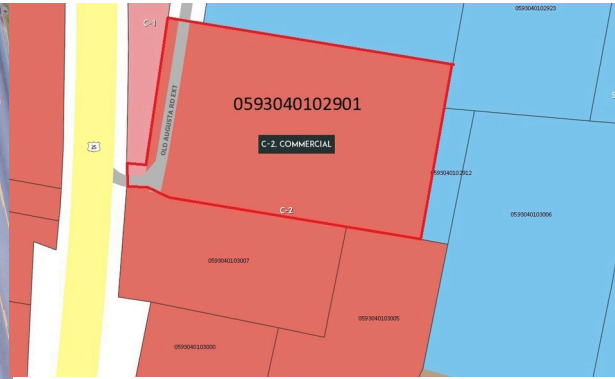 0593040102923
C-1
0593040102901
OLD AUGUSTA RD EXT
C-2, COMMERCIAL
25
0593040102912
C-2
0593040103006
0593040103007
0593040103005
0593040103000